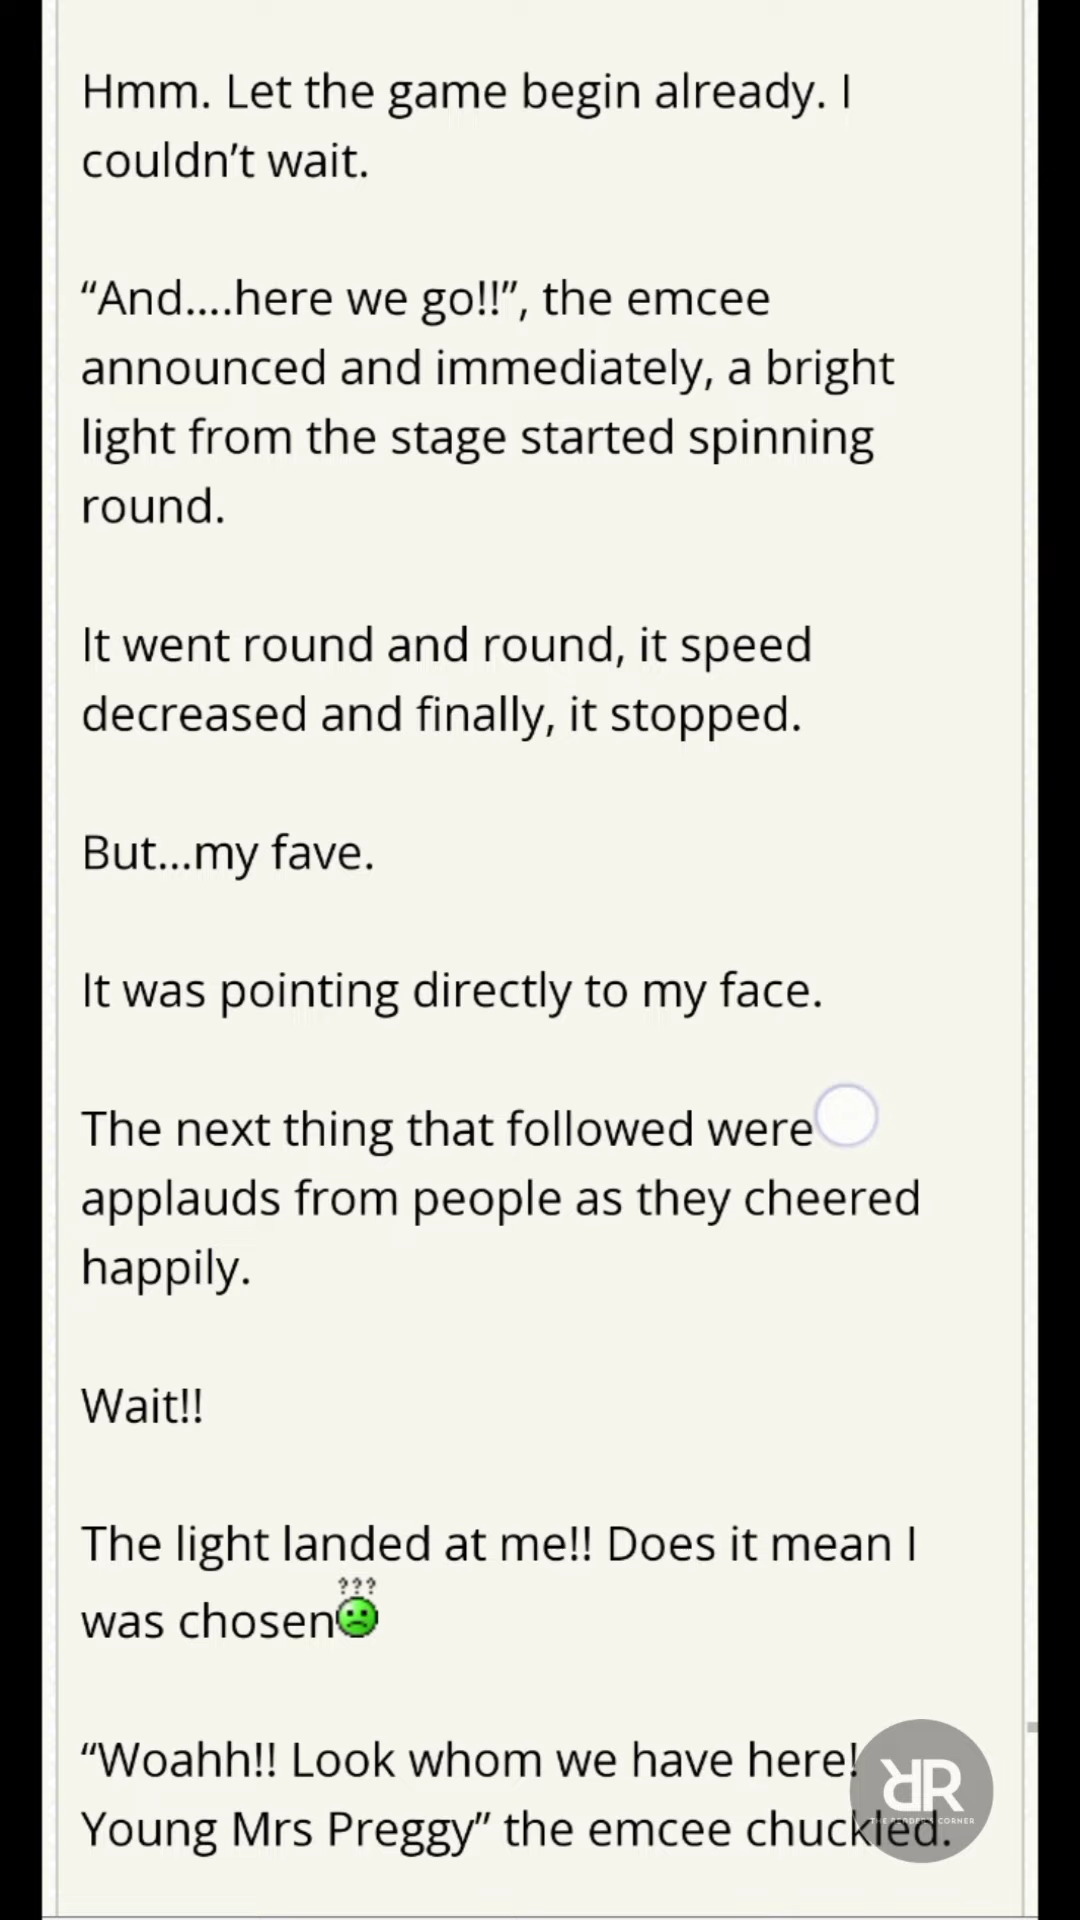 Hmm. Let the game begin already. I
couldn’t wait.
“And....here we go!!”, the emcee
announced and immediately, a bright
light from the stage started spinning
round.
It went round and round, it speed
decreased and finally, it stopped.
But...my fave.
It was pointing directly to my face.
The next thing that followed were
applauds from people as they cheered
happily.
Wait!!
The light landed at me!! Does it mean I
???
was chosen
“Woahh!! Look whom we have here!
Young Mrs Preggy” the emcee chuckled.
RR
THE READERS CORNER